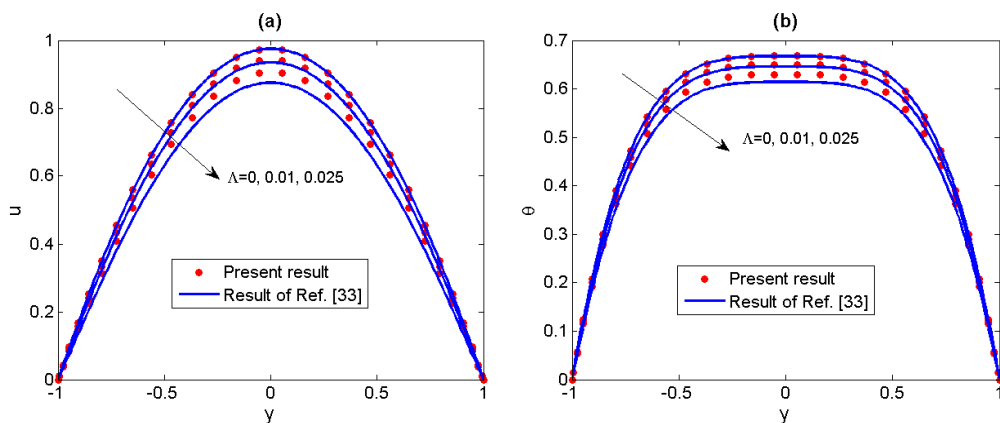 (a)
1
0.8
0.6
0.4
0.2
0
-1
-0.5
0
0.5
1
u
y
Λ=0, 0.01, 0.025
Present result
Result of Ref. [33]
(b)
0.7
0.6
0.5
0.4
0.3
0.2
0.1
0
-1
-0.5
0
0.5
1
θ
y
Λ=0, 0.01, 0.025
Present result
Result of Ref. [33]